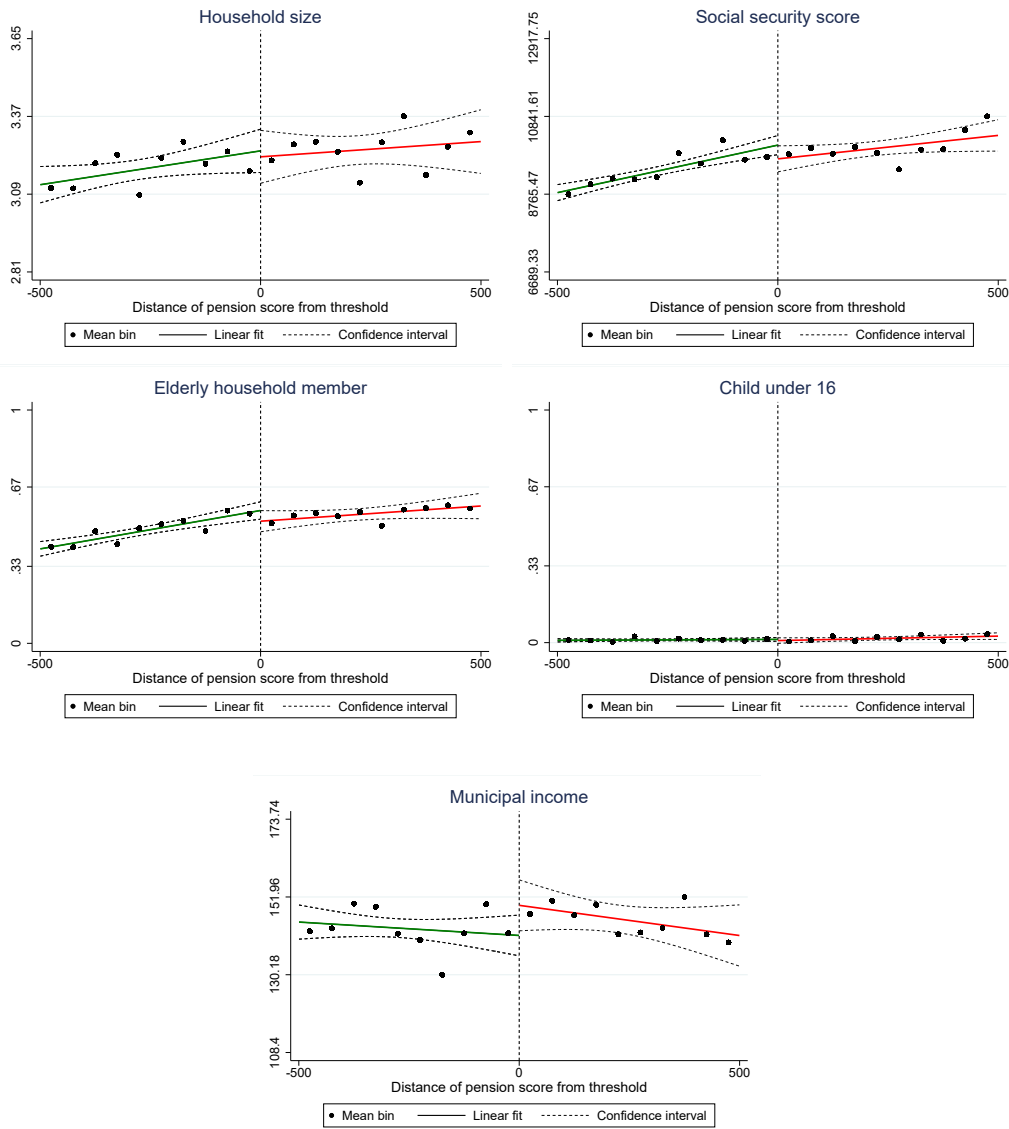 Household size
3.65
3.37
3.09
2.81
-500 0 500
Distance of pension score from threshold
Mean bin Linear fit Confidence interval
Social security score
12917.75
10841.61
8765.47
6689.33
-500 0 500
Distance of pension score from threshold
Mean bin Linear fit Confidence interval
Elderly household member
1
.67
.33
0
-500 0 500
Distance of pension score from threshold
Mean bin Linear fit Confidence interval
Child under 16
1
.67
.33
0
-500 0 500
Distance of pension score from threshold
Mean bin Linear fit Confidence interval
Municipal income
173.74
151.96
130.18
108.4
-500 0 500
Distance of pension score from threshold
Mean bin Linear fit Confidence interval